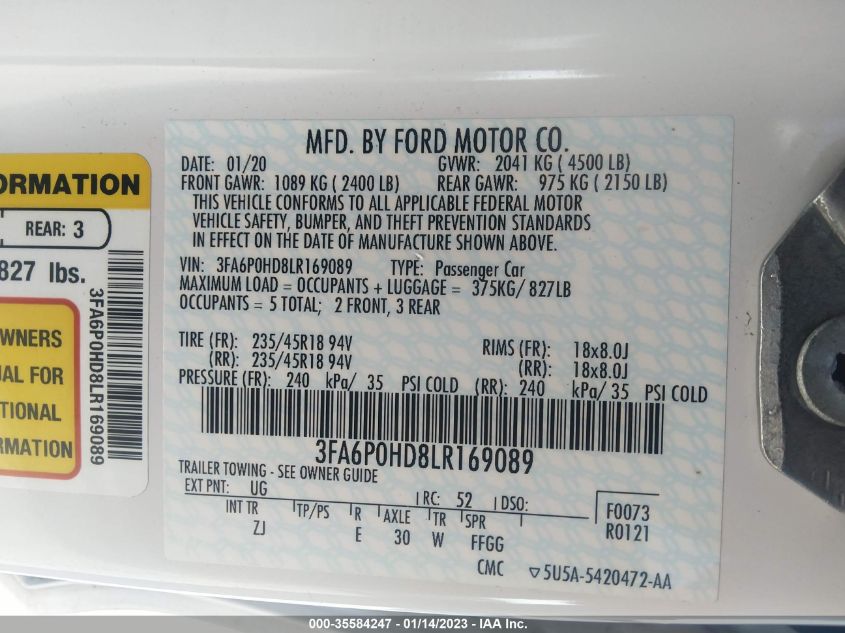 MFD. BY FORD MOTOR CO.
DATE: 01/20 GVWR: 2041 KG ( 4500 LB)
FRONT GAWR: 1089 KG ( 2400 LB) REAR GAWR: 975 KG ( 2150 LB)
THIS VEHICLE CONFORMS TO ALL APPLICABLE FEDERAL MOTOR
VEHICLE SAFETY, BUMPER, AND THEFT PREVENTION STANDARDS
IN EFFECT ON THE DATE OF MANUFACTURE SHOWN ABOVE.
VIN: 3FA6P0HD8LR169089 TYPE: Passenger Car
MAXIMUM LOAD = OCCUPANTS + LUGGAGE = 375KG/ 827LB
OCCUPANTS = 5 TOTAL; 2 FRONT, 3 REAR
TIRE (FR): 235/45R18 94V RIMS (FR): 18x8.0J
(RR): 235/45R18 94V (RR): 18x8.0J
PRESSURE (FR): 240 kPa/ 35 PSI COLD (RR): 240 kPa/ 35 PSI COLD
3FA6P0HD8LR169089
TRAILER TOWING - SEE OWNER GUIDE
EXT PNT: UG RC: 52 DSO:
F0073
R0121
INT TR TP/PS R AXLE TR SPR
ZJ E 30 W FFGG
CMC ▽5U5A-5420472-AA
ORMATION
REAR: 3
827 lbs.
3FA6P0HD8LR169089
WNERS
UAL FOR
ITIONAL
RMATION
000-35584247 - 01/14/2023 - IAA Inc.